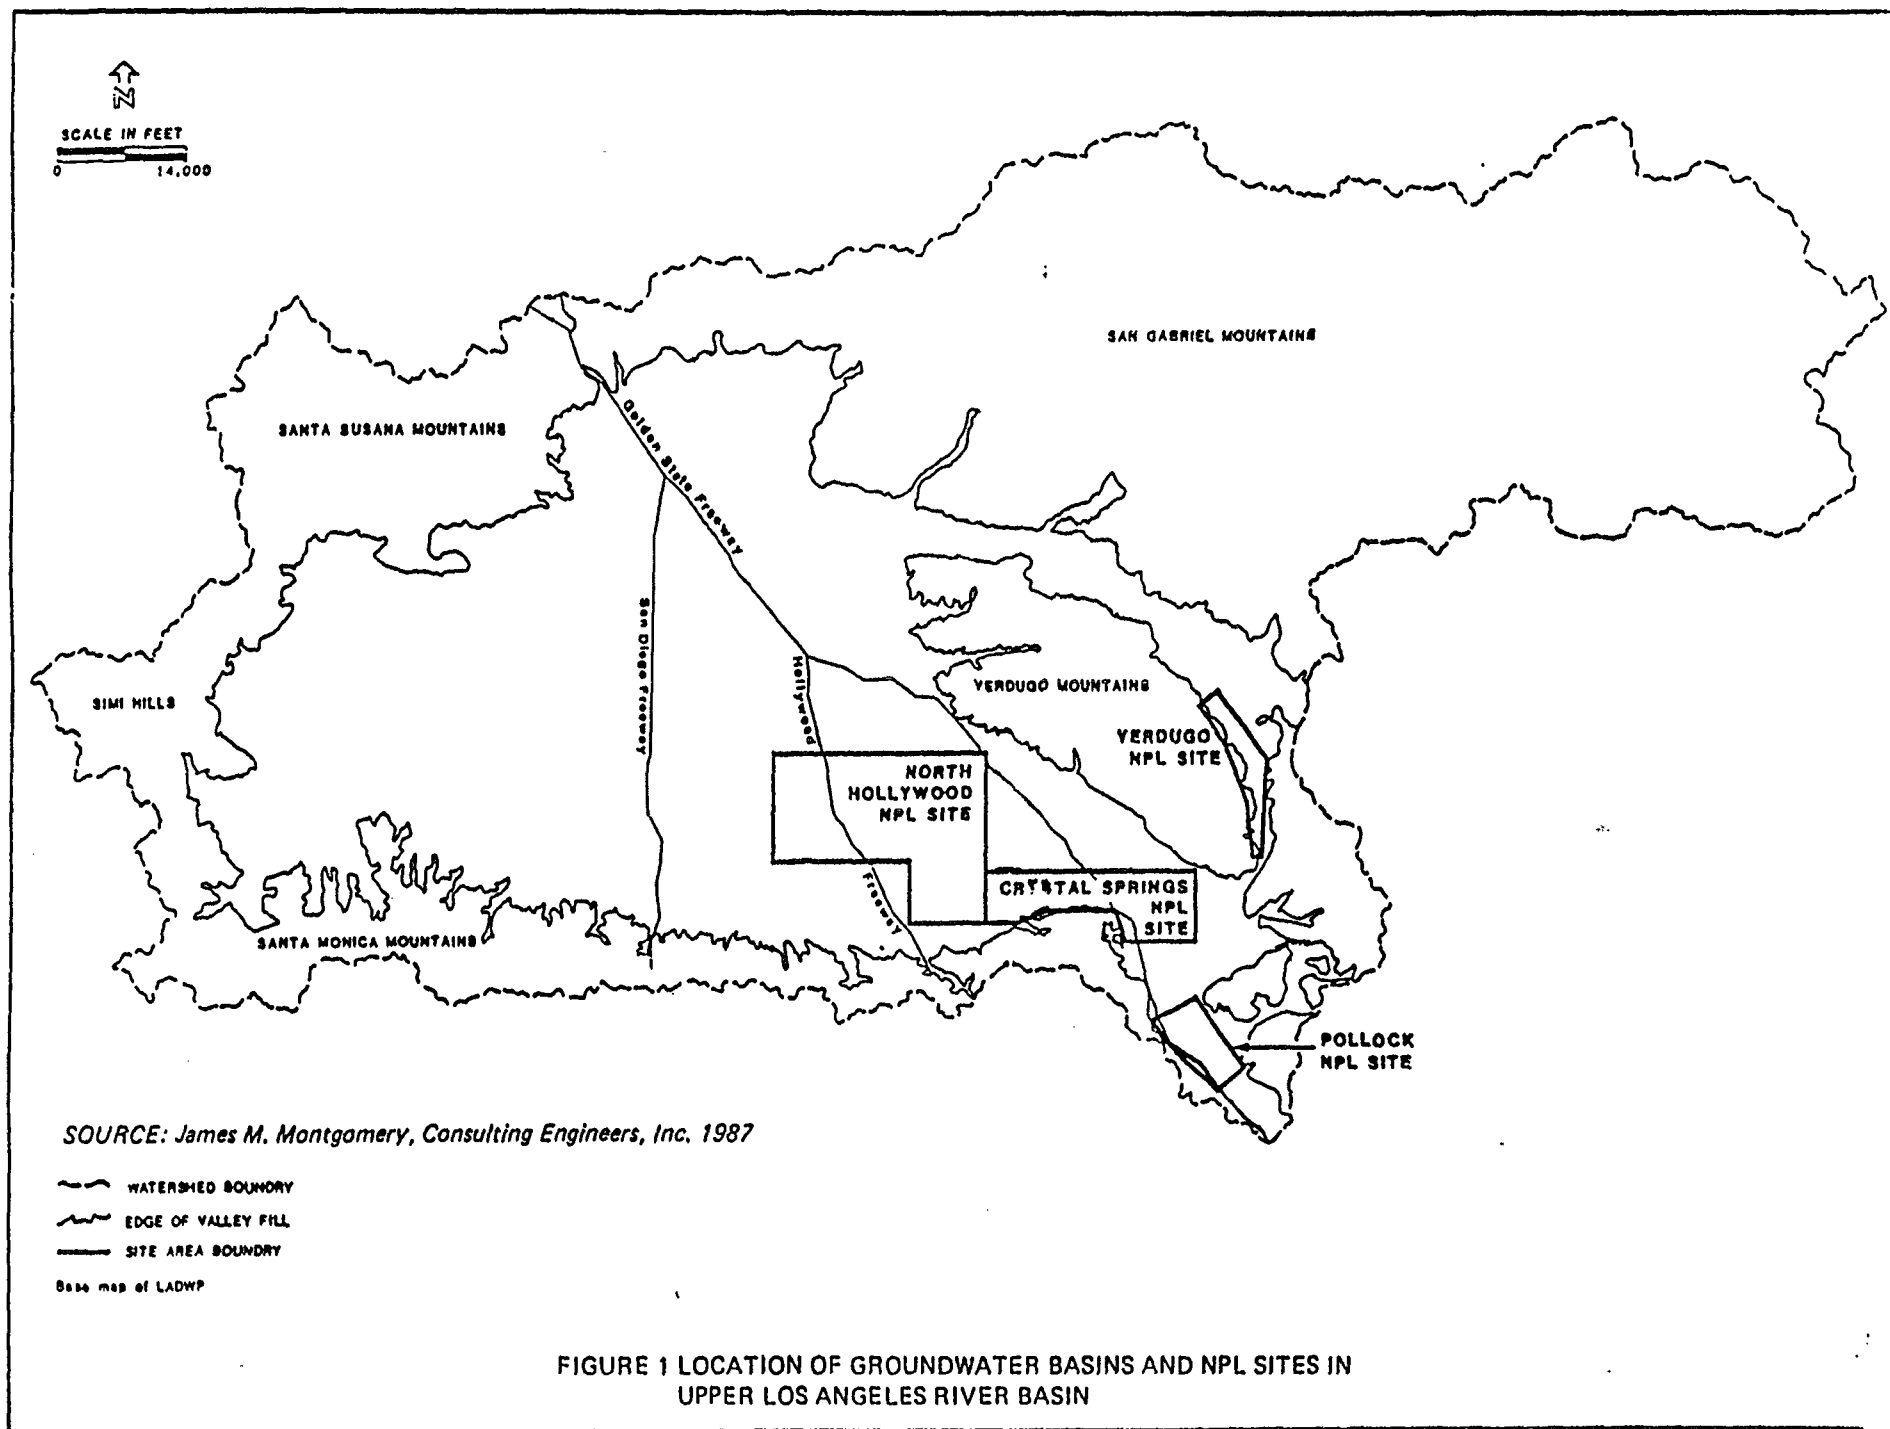 N
SCALE IN FEET
0 14,000
SAN GABRIEL MOUNTAINS
SANTA SUSANA MOUNTAINS
Golden State Freeway
San Diego Freeway
Hollywood
Freeway
SIMI HILLS
VERDUGO MOUNTAINS
VERDUGO
NPL SITE
NORTH
HOLLYWOOD
NPL SITE
CRYSTAL SPRINGS
NPL
SITE
SANTA MONICA MOUNTAINS
POLLOCK
NPL SITE
SOURCE: James M. Montgomery, Consulting Engineers, Inc. 1987
WATERSHED BOUNDRY
EDGE OF VALLEY FILL
SITE AREA BOUNDRY
Base map of LADWP
FIGURE 1 LOCATION OF GROUNDWATER BASINS AND NPL SITES IN
UPPER LOS ANGELES RIVER BASIN